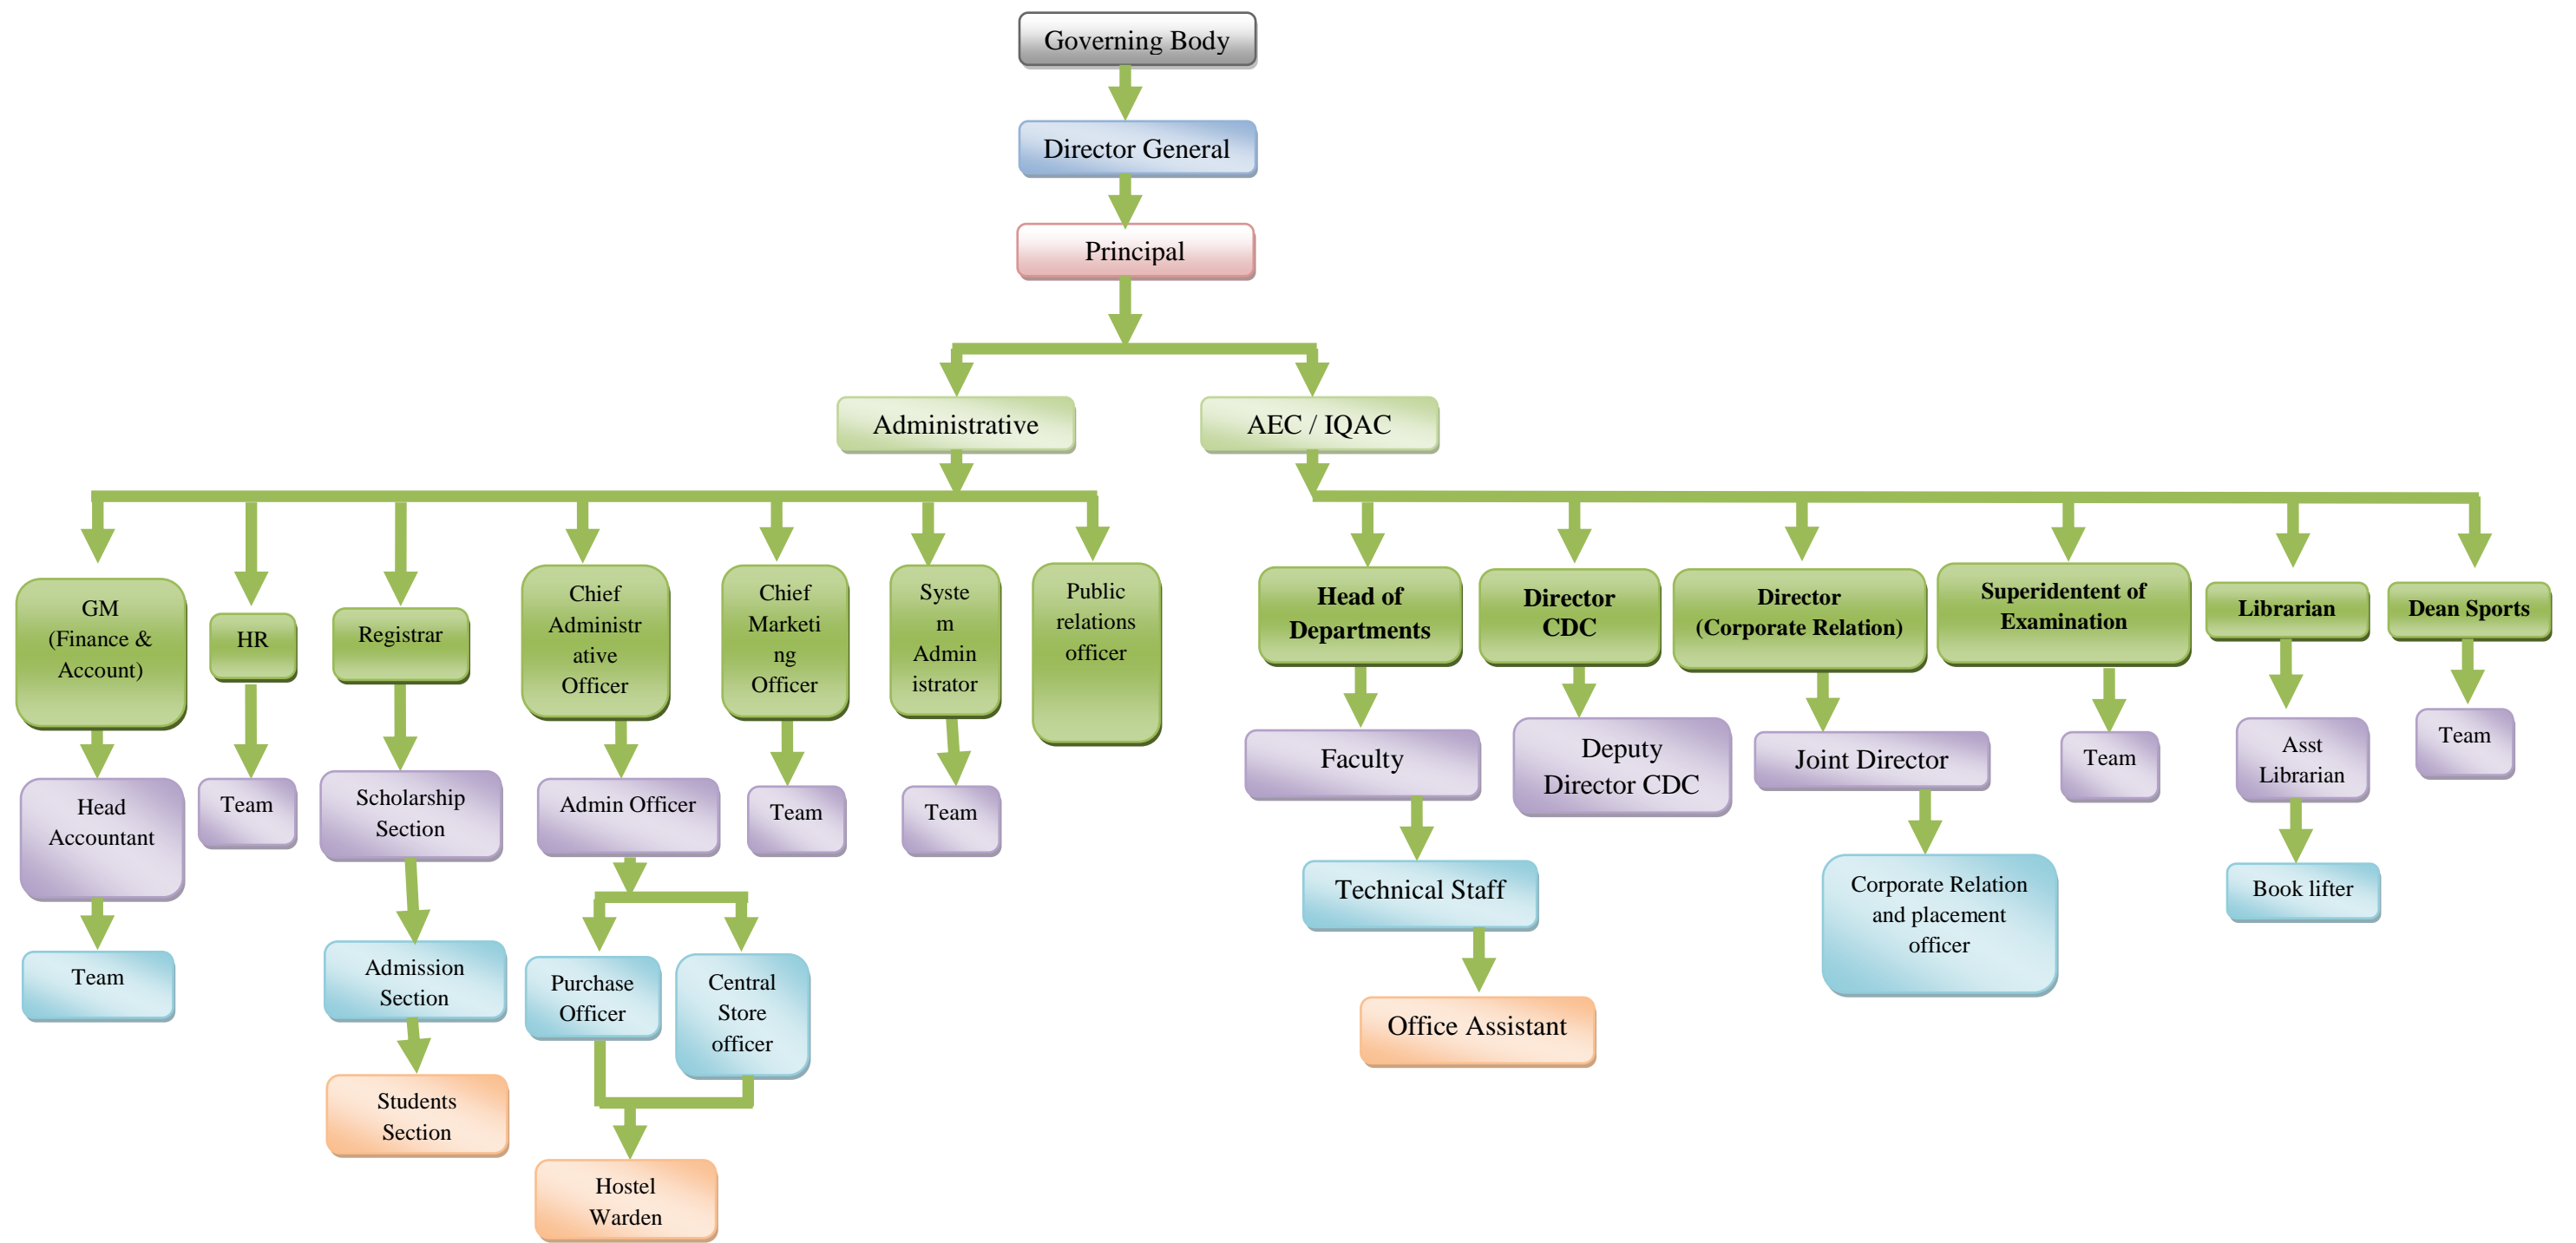 Governing Body
Director General
Principal
Administrative
AEC / IQAC
GM
(Finance &
Account)
HR
Registrar
Chief
Administr
ative
Officer
Chief
Marketi
ng
Officer
Syste
m
Admin
istrator
Public
relations
officer
Head of
Departments
Director
CDC
Director
(Corporate Relation)
Superidentent of
Examination
Librarian
Dean Sports
Head
Accountant
Team
Scholarship
Section
Admin Officer
Team
Team
Faculty
Deputy
Director CDC
Joint Director
Team
Asst
Librarian
Team
Team
Admission
Section
Purchase
Officer
Central
Store
officer
Technical Staff
Corporate Relation
and placement
officer
Book lifter
Students
Section
Hostel
Warden
Office Assistant